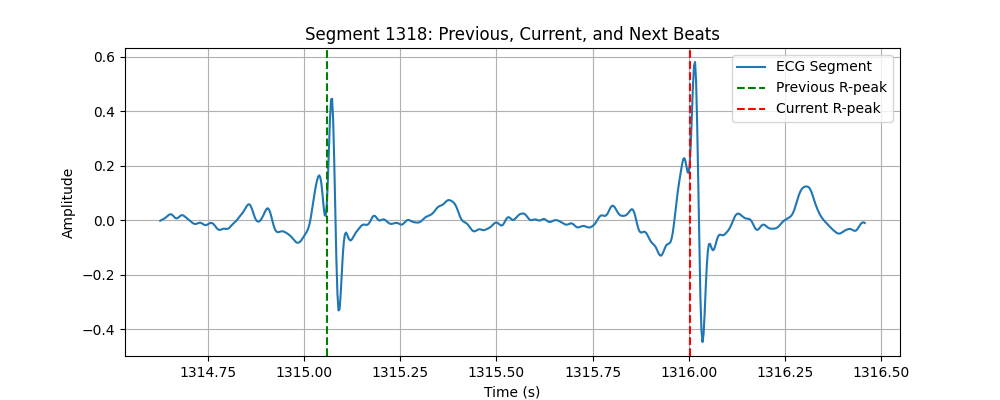 Segment 1318: Previous, Current, and Next Beats
ECG Segment
Previous R-peak
Current R-peak
0.6
0.4
0.2
0.0
−0.2
−0.4
Amplitude
1314.75 1315.00 1315.25 1315.50 1315.75 1316.00 1316.25 1316.50
Time (s)